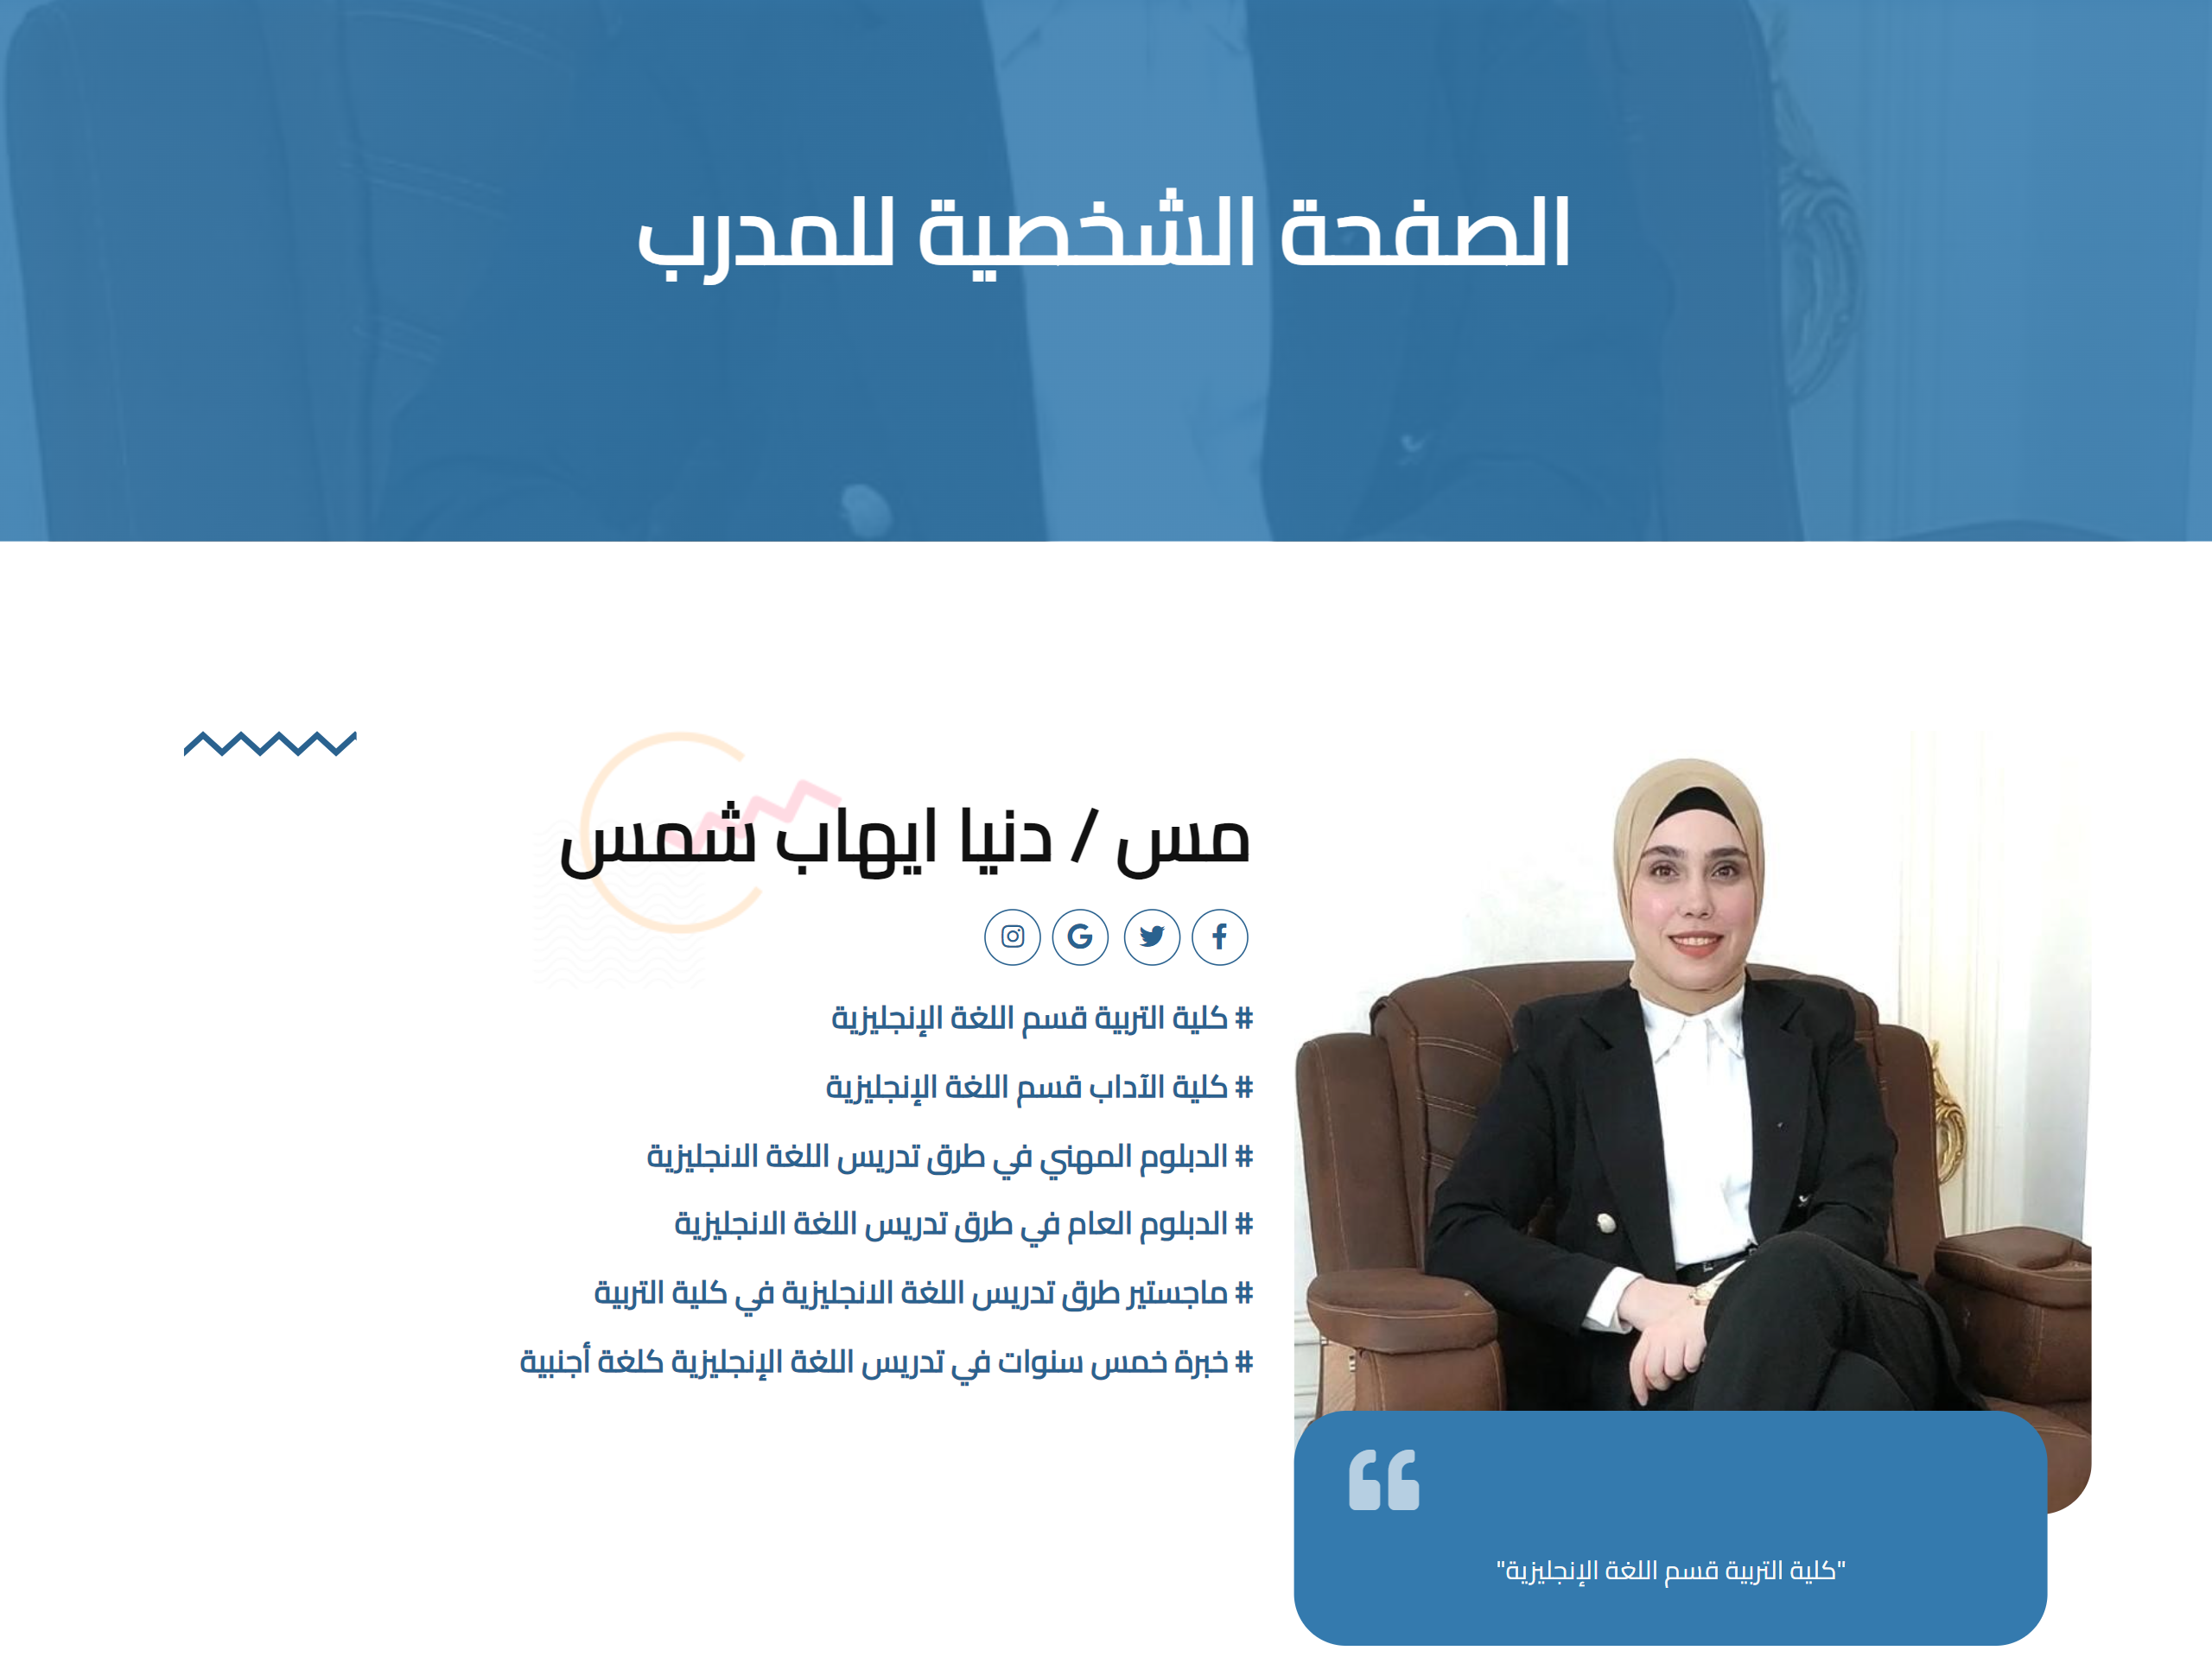 الصفحة الشخصية للمدرب
مس / دنيا ايهاب شمس
# كلية التربية قسم اللغة الإنجليزية
# كلية الآداب قسم اللغة الإنجليزية
# الدبلوم المهني في طرق تدريس اللغة الانجليزية
# الدبلوم العام في طرق تدريس اللغة الانجليزية
# ماجستير طرق تدريس اللغة الانجليزية في كلية التربية
# خبرة خمس سنوات في تدريس اللغة الإنجليزية كلغة أجنبية
"كلية التربية قسم اللغة الإنجليزية"